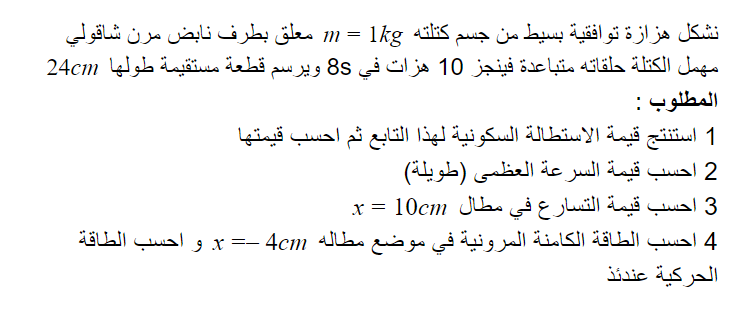 نشكل هزازة توافقية بسيط من جسم كتلته m = 1kg معلق بطرف نابض مرن شاقولي
مهمل الكتلة حلقاته متباعدة فينجز 10 هزات في 8s ويرسم قطعة مستقيمة طولها 24cm
المطلوب :
1 استنتج قيمة الاستطالة السكونية لهذا التابع ثم احسب قيمتها
2 احسب قيمة السرعة العظمى (طويلة)
3 احسب قيمة التسارع في مطال x = 10cm
4 احسب الطاقة الكامنة المرونية في موضع مطاله x =− 4cm و احسب الطاقة
الحركية عندئذ